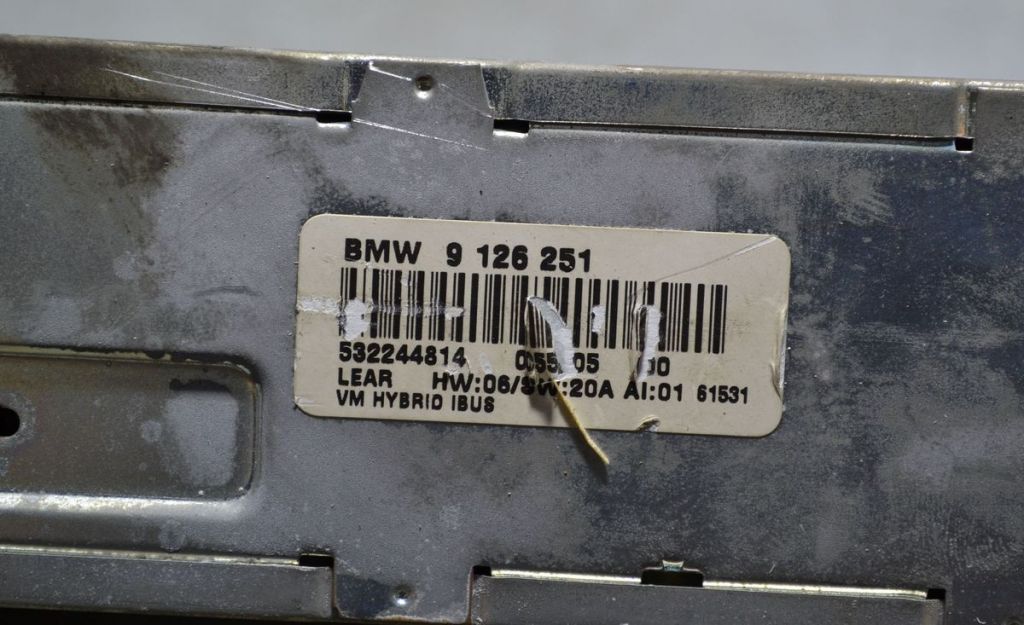 BMW 9 126 251
532244814
LEAR HW:06/SW:20A AI:01 61531
VM HYBRID IBUS